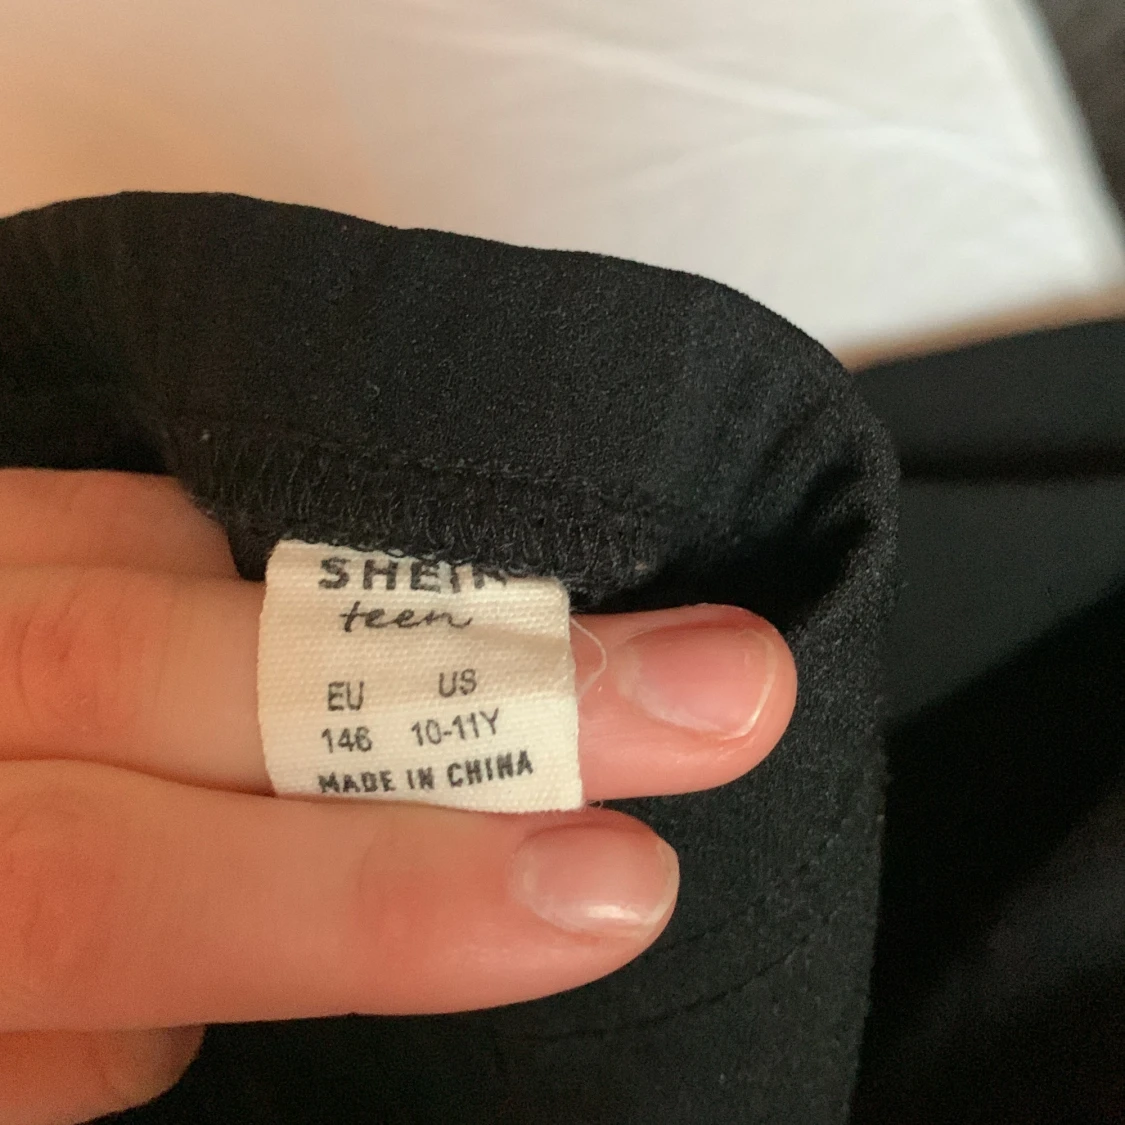 SHEIN
teen
EU US
146 10-11Y
MADE IN CHINA